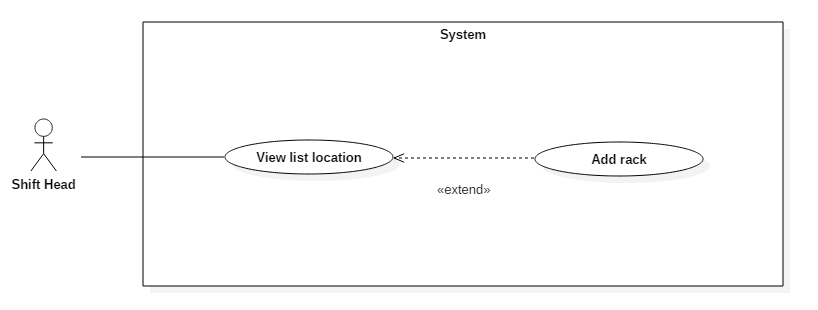 System
Shift Head
View list location
Add rack
«extend»